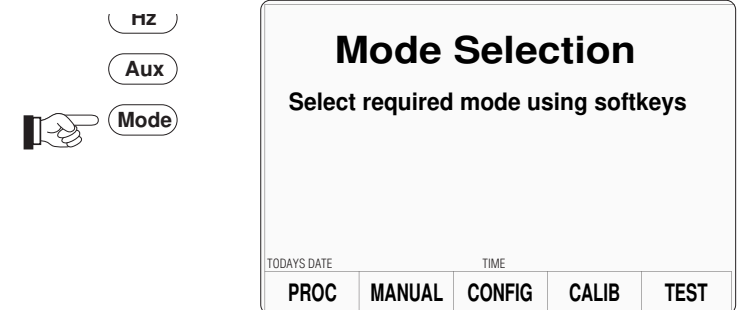 Hz
Aux
Mode
Mode Selection
Select required mode using softkeys
TODAYS DATE TIME
PROC MANUAL CONFIG CALIB TEST